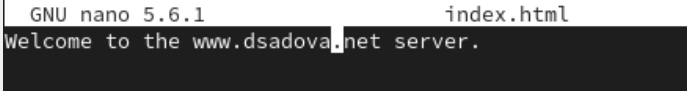 GNU nano 5.6.1 index.html
Welcome to the www.dsadova.net server.